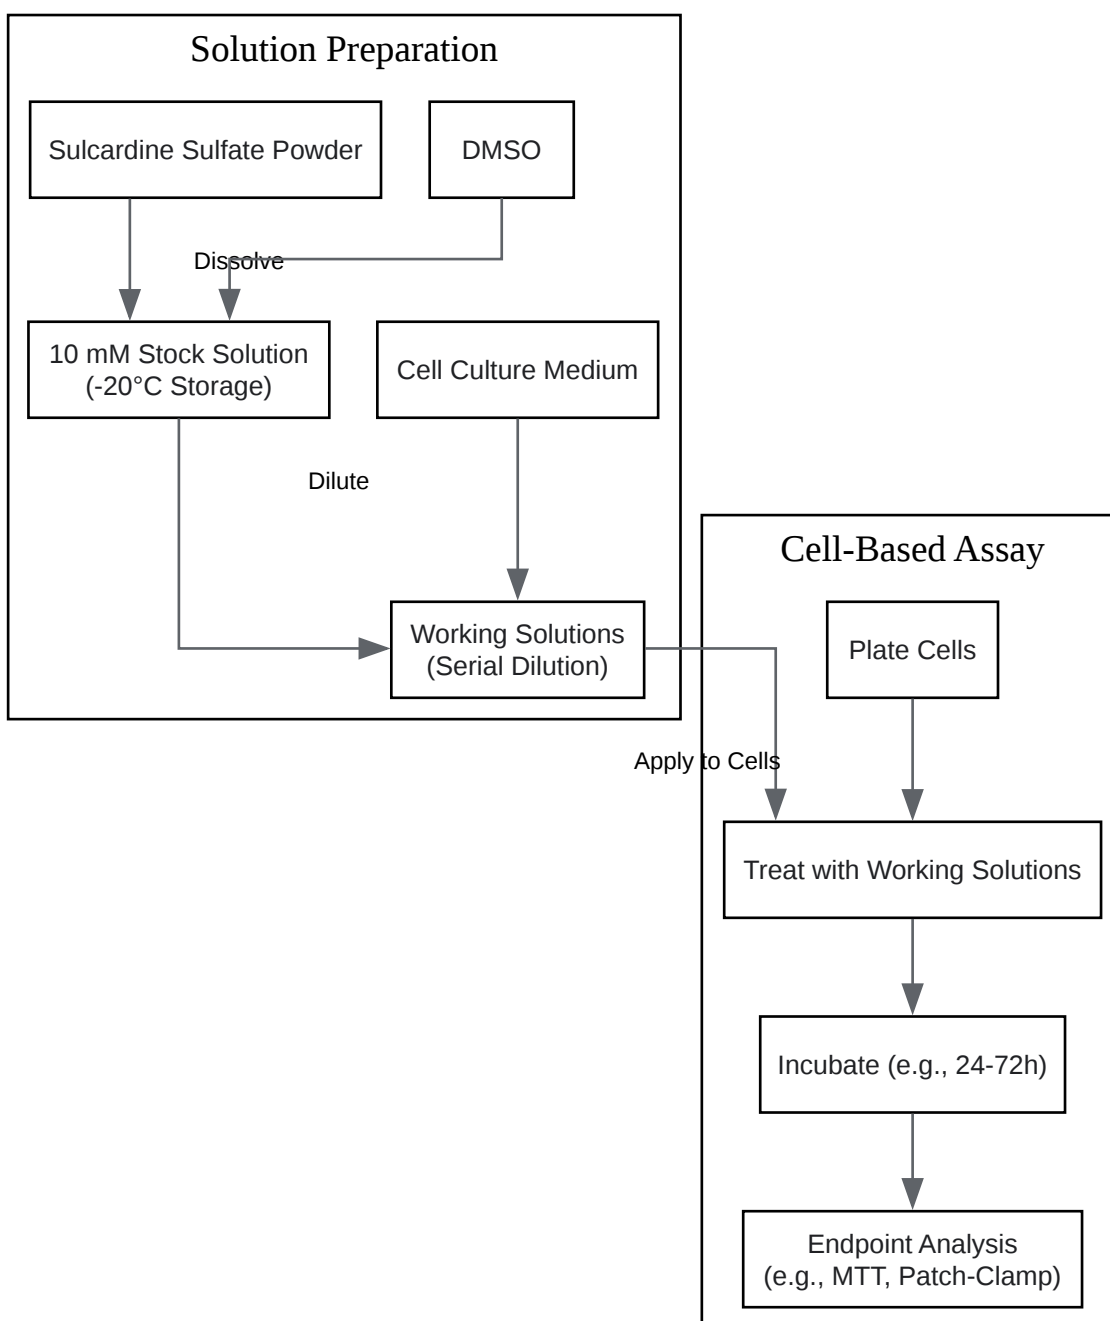 Solution Preparation
Sulcardine Sulfate Powder
DMSO
Dissolve
10 mM Stock Solution
(-20°C Storage)
Cell Culture Medium
Dilute
Working Solutions
(Serial Dilution)
Cell-Based Assay
Plate Cells
Apply to Cells
Treat with Working Solutions
Incubate (e.g., 24-72h)
Endpoint Analysis
(e.g., MTT, Patch-Clamp)